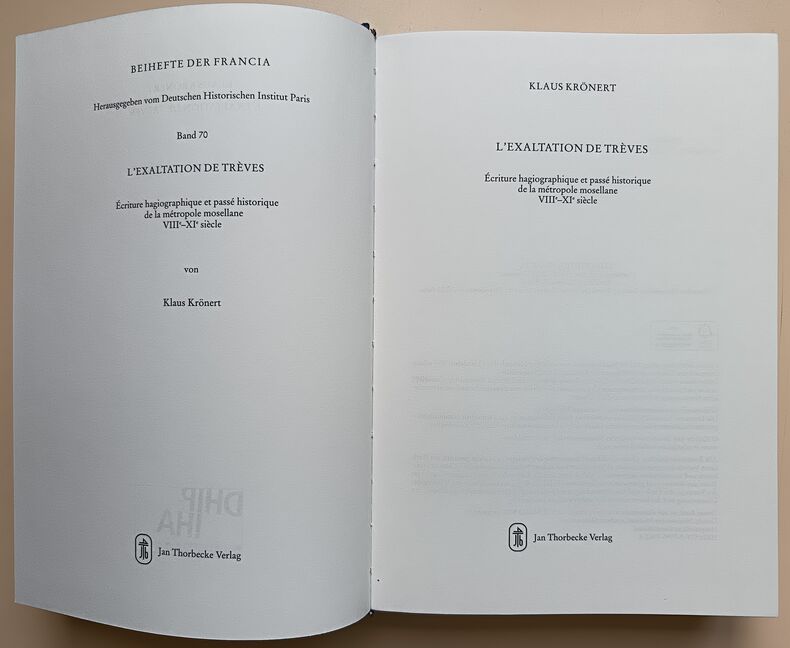 BEIHEFTE DER FRANCIA
Herausgegeben vom Deutschen Historischen Institut Paris
Band 70
L'EXALTATION DE TRÈVES
Écriture hagiographique et passé historique
de la métropole mosellane
VIIIᵉ–XIᵉ siècle
von
Klaus Krönert
DHIP
IHA
Jan Thorbecke Verlag
KLAUS KRÖNERT
L'EXALTATION DE TRÈVES
Écriture hagiographique et passé historique
de la métropole mosellane
VIIIᵉ–XIᵉ siècle
Jan Thorbecke Verlag